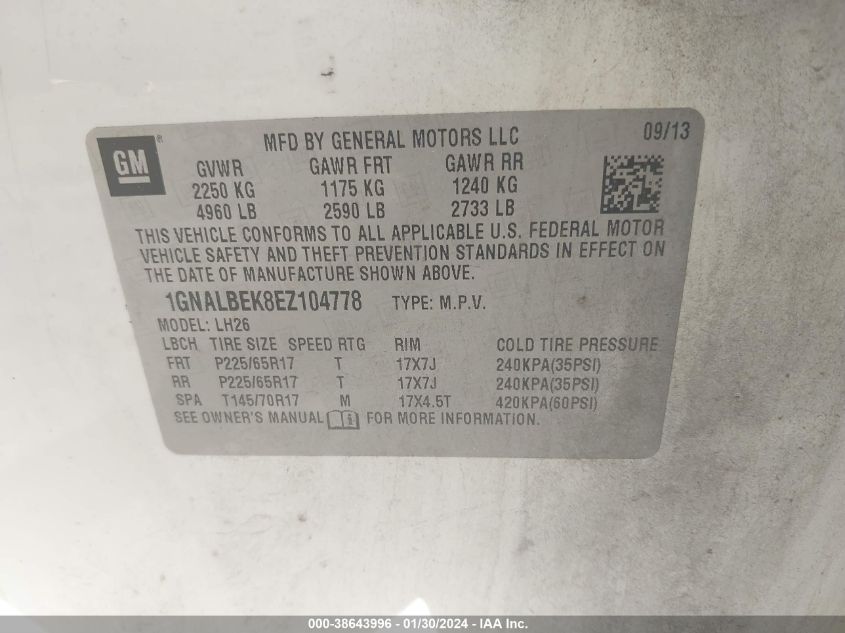 GM®
MFD BY GENERAL MOTORS LLC 09/13
GVWR GAWR FRT GAWR RR
2250 KG 1175 KG 1240 KG
4960 LB 2590 LB 2733 LB
THIS VEHICLE CONFORMS TO ALL APPLICABLE U.S. FEDERAL MOTOR
VEHICLE SAFETY AND THEFT PREVENTION STANDARDS IN EFFECT ON
THE DATE OF MANUFACTURE SHOWN ABOVE.
1GNALBEK8EZ104778 TYPE: M.P.V.
MODEL: LH26
LBCH TIRE SIZE SPEED RTG RIM COLD TIRE PRESSURE
FRT P225/65R17 T 17X7J 240KPA(35PSI)
RR P225/65R17 T 17X7J 240KPA(35PSI)
SPA T145/70R17 M 17X4.5T 420KPA(60PSI)
SEE OWNER'S MANUAL FOR MORE INFORMATION.
000-38643996 - 01/30/2024 - IAA Inc.